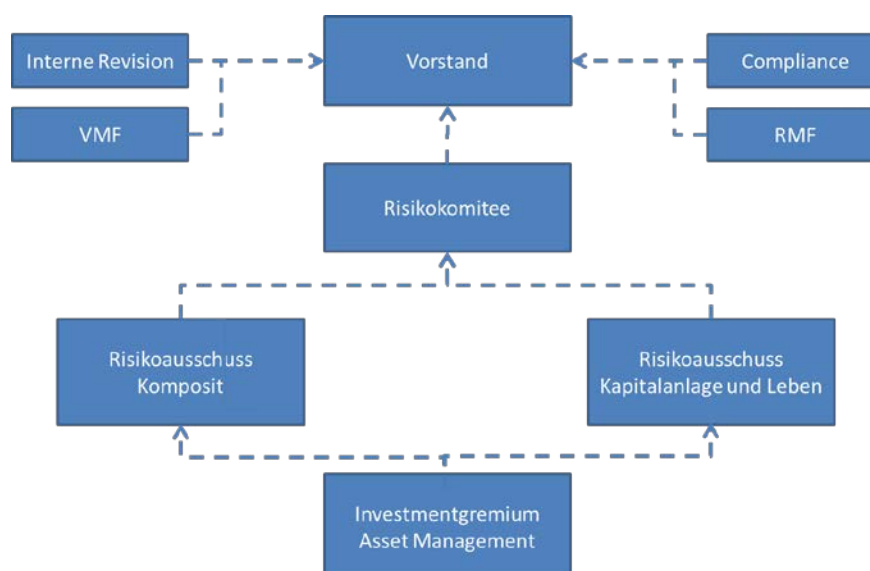 Interne Revision
Vorstand
Compliance
VMF
RMF
Risikokomitee
Risikoausschuss
Komposit
Risikoausschuss
Kapitalanlage und Leben
Investmentgremium
Asset Management